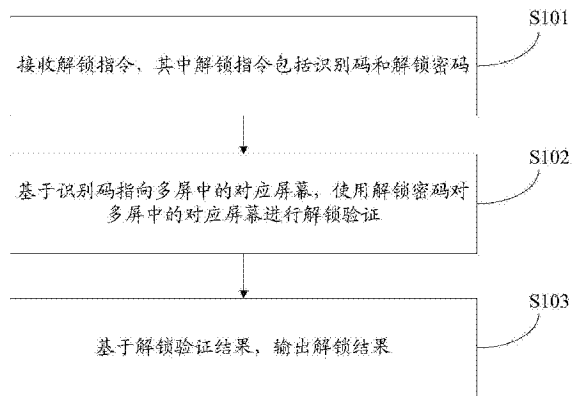 S101
接收解锁指令，其中解锁指令包括识别码和解锁密码
S102
基于识别码指向多屏中的对应屏幕，使用解锁密码对
多屏中的对应屏幕进行解锁验证
S103
基于解锁验证结果，输出解锁结果